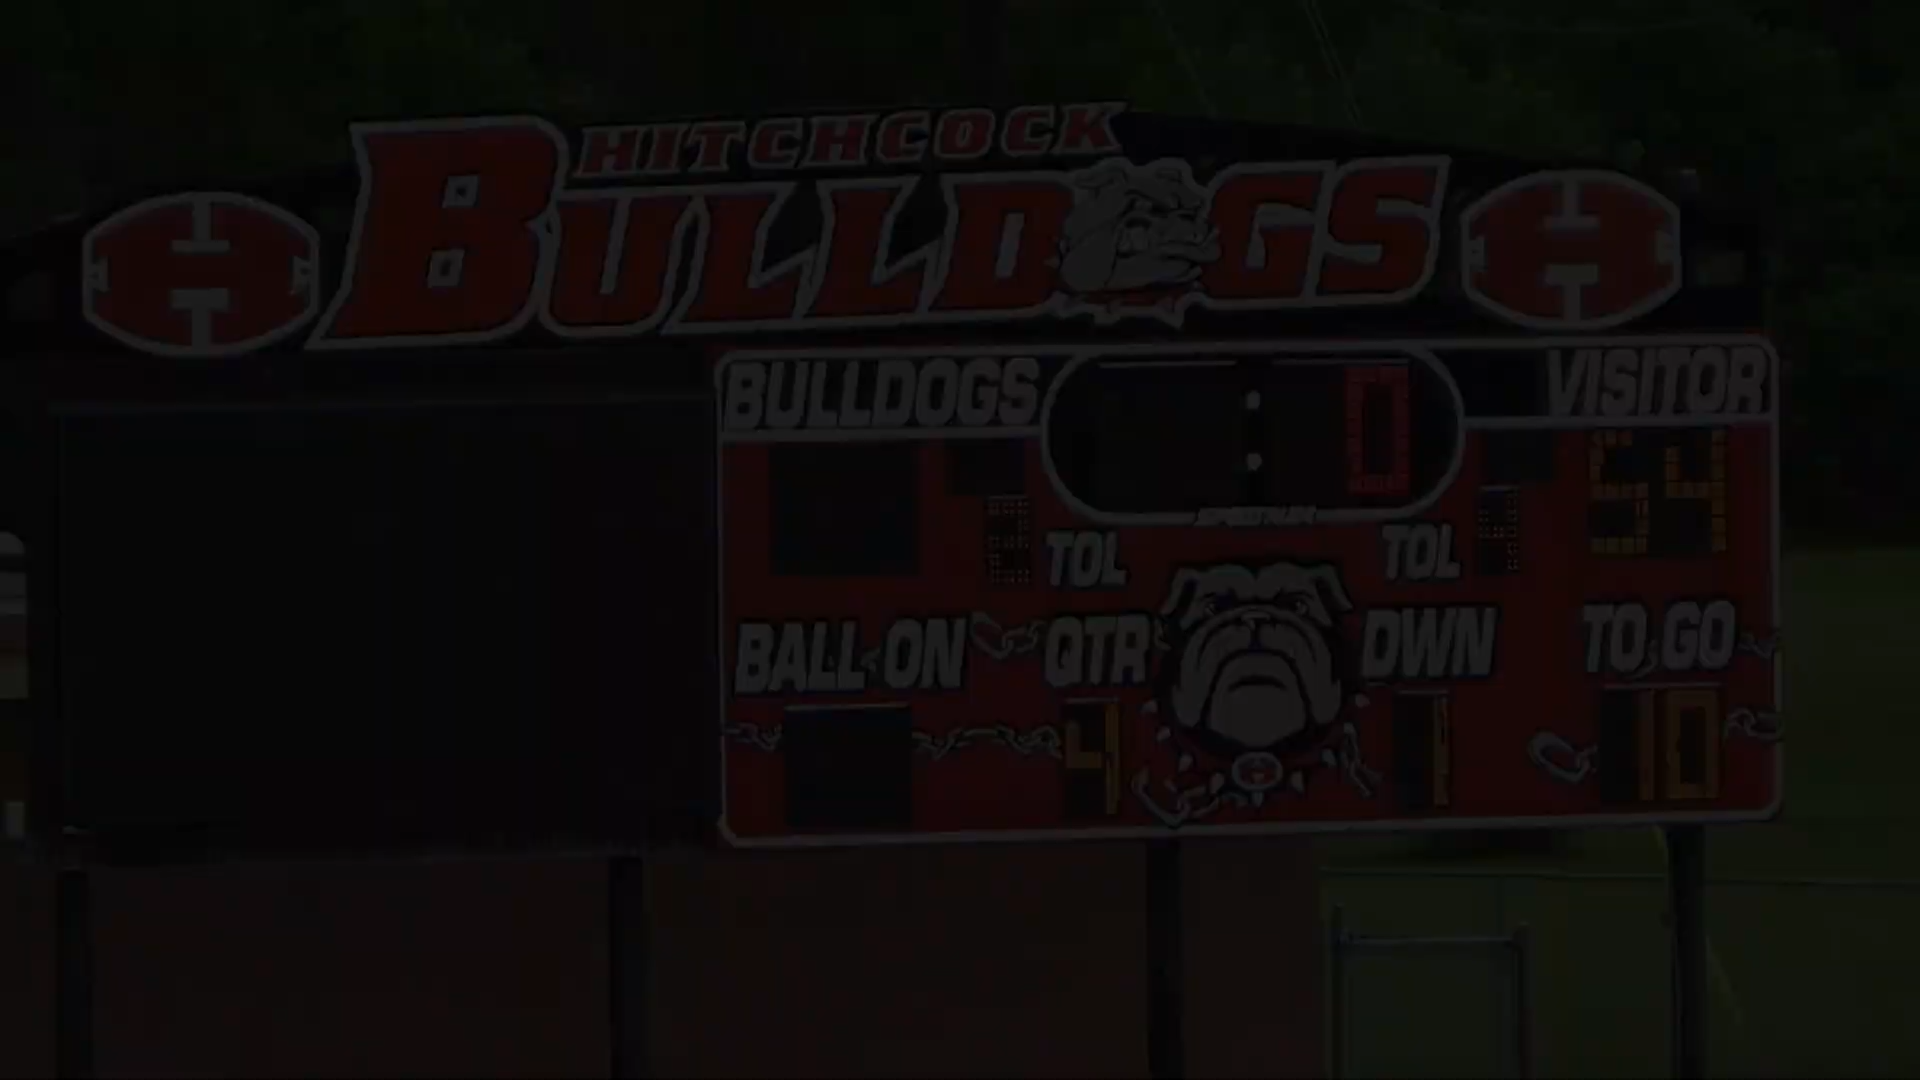 HITCHCOCK
BULLDOGS
H
H
BULLDOGS
: 0
VISITOR
54
TOL
TOL
BALL ON
QTR
DWN
TO GO
4
1
10